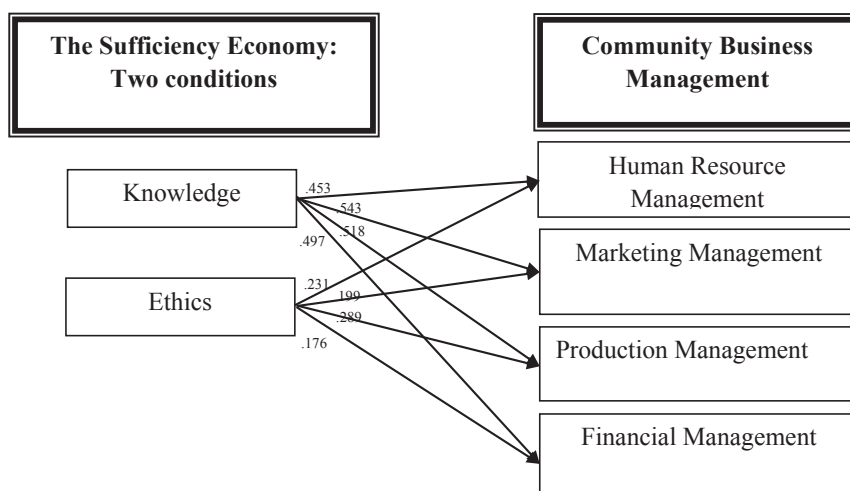 The Sufficiency Economy:
Two conditions
Community Business
Management
Knowledge
Ethics
.453
.543
.518
.497
.231
.199
.289
.176
Human Resource
Management
Marketing Management
Production Management
Financial Management